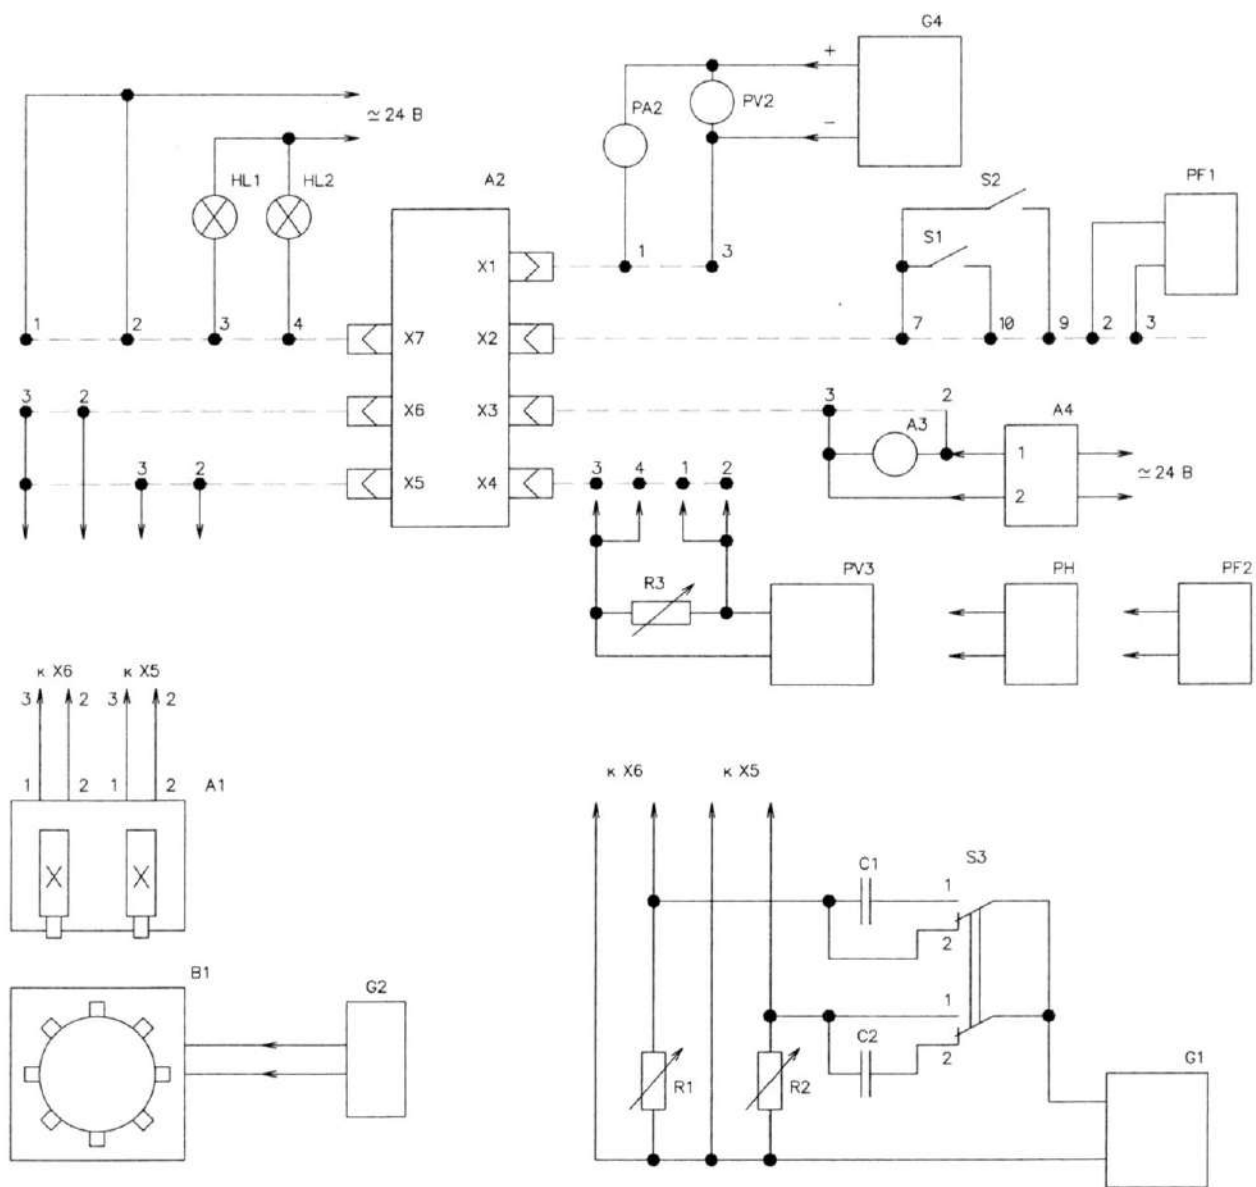 G4
+
PA2
PV2
≃ 24 В
–
HL1
HL2
A2
S2
PF1
S1
X1
1
3
1
2
3
4
X7
X2
7
10
9
2
3
3
2
X6
X3
3
2
A3
A4
1
3
2
X5
X4
3
4
1
2
2
≃ 24 В
R3
PV3
PH
PF2
к X6
к X5
3
2
3
2
1
2
1
2
A1
к X6
к X5
C1
1
S3
2
B1
G2
1
C2
2
R1
R2
G1